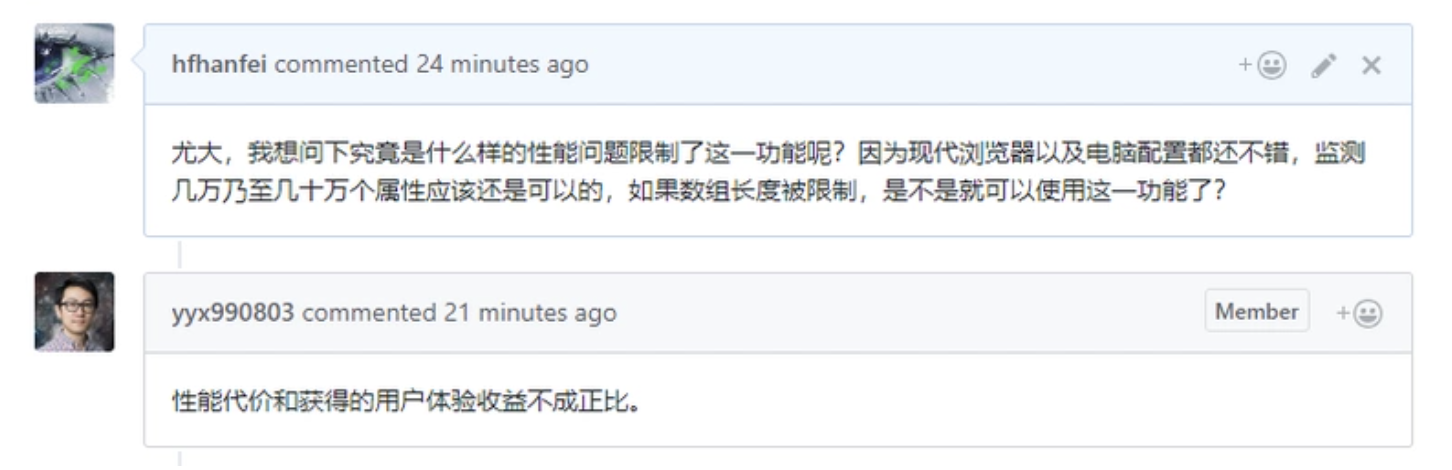 hfhanfei commented 24 minutes ago
尤大，我想问下究竟是什么样的性能问题限制了这一功能呢？因为现代浏览器以及电脑配置都还不错，监测
几万乃至几十万个属性应该还是可以的，如果数组长度被限制，是不是就可以使用这一功能了？
yyx990803 commented 21 minutes ago
Member
性能代价和获得的用户体验收益不成正比。